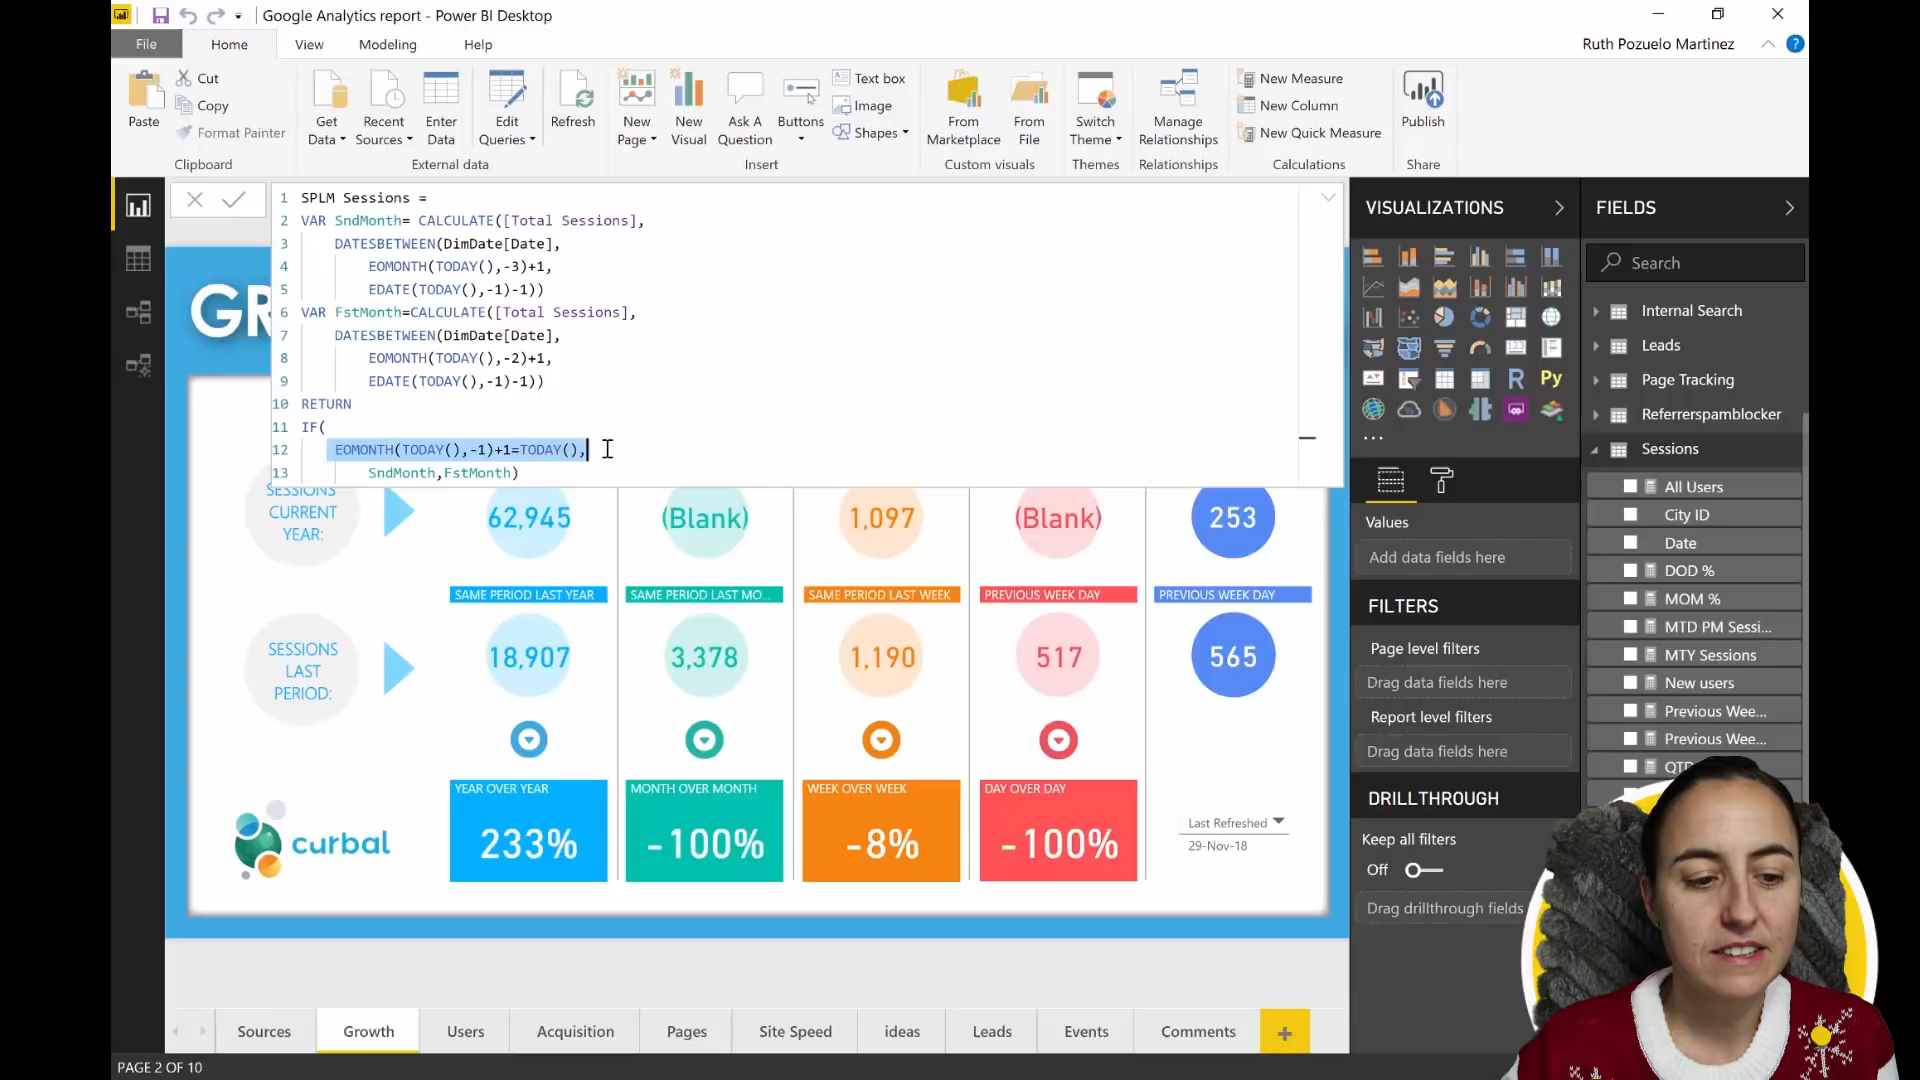 Google Analytics report - Power BI Desktop
File
Home
View
Modeling
Help
Ruth Pozuelo Martinez
?
Paste
Cut
Copy
Format Painter
Clipboard
Get Data
Recent Sources
Enter Data
Edit Queries
Refresh
External data
New Page
New Visual
Ask A Question
Buttons
Text box
Image
Shapes
Insert
From Marketplace
From File
Custom visuals
Switch Theme
Themes
Manage Relationships
Relationships
New Measure
New Column
New Quick Measure
Calculations
Publish
Share
1 SPLM Sessions =
2 VAR SndMonth= CALCULATE([Total Sessions],
3 DATESBETWEEN(DimDate[Date],
4 EOMONTH(TODAY(),-3)+1,
5 EDATE(TODAY(),-1)-1))
6 VAR FstMonth=CALCULATE([Total Sessions],
7 DATESBETWEEN(DimDate[Date],
8 EOMONTH(TODAY(),-2)+1,
9 EDATE(TODAY(),-1)-1))
10 RETURN
11 IF(
12 EOMONTH(TODAY(),-1)+1=TODAY(),
13 SndMonth,FstMonth)
GR
SESSIONS
CURRENT
YEAR:
62,945
(Blank)
1,097
(Blank)
253
SAME PERIOD LAST YEAR
SAME PERIOD LAST MO...
SAME PERIOD LAST WEEK
PREVIOUS WEEK DAY
PREVIOUS WEEK DAY
SESSIONS
LAST
PERIOD:
18,907
3,378
1,190
517
565
YEAR OVER YEAR
233%
MONTH OVER MONTH
-100%
WEEK OVER WEEK
-8%
DAY OVER DAY
-100%
Last Refreshed
29-Nov-18
curbal
VISUALIZATIONS
R
Py
123
...
Values
Add data fields here
FILTERS
Page level filters
Drag data fields here
Report level filters
Drag data fields here
DRILLTHROUGH
Keep all filters
Off
Drag drillthrough fields
FIELDS
Search
Internal Search
Leads
Page Tracking
Referrerspamblocker
Sessions
All Users
City ID
Date
DOD %
MOM %
MTD PM Sessi...
MTY Sessions
New users
Previous Wee...
Previous Wee...
Sources
Growth
Users
Acquisition
Pages
Site Speed
ideas
Leads
Events
Comments
+
PAGE 2 OF 10